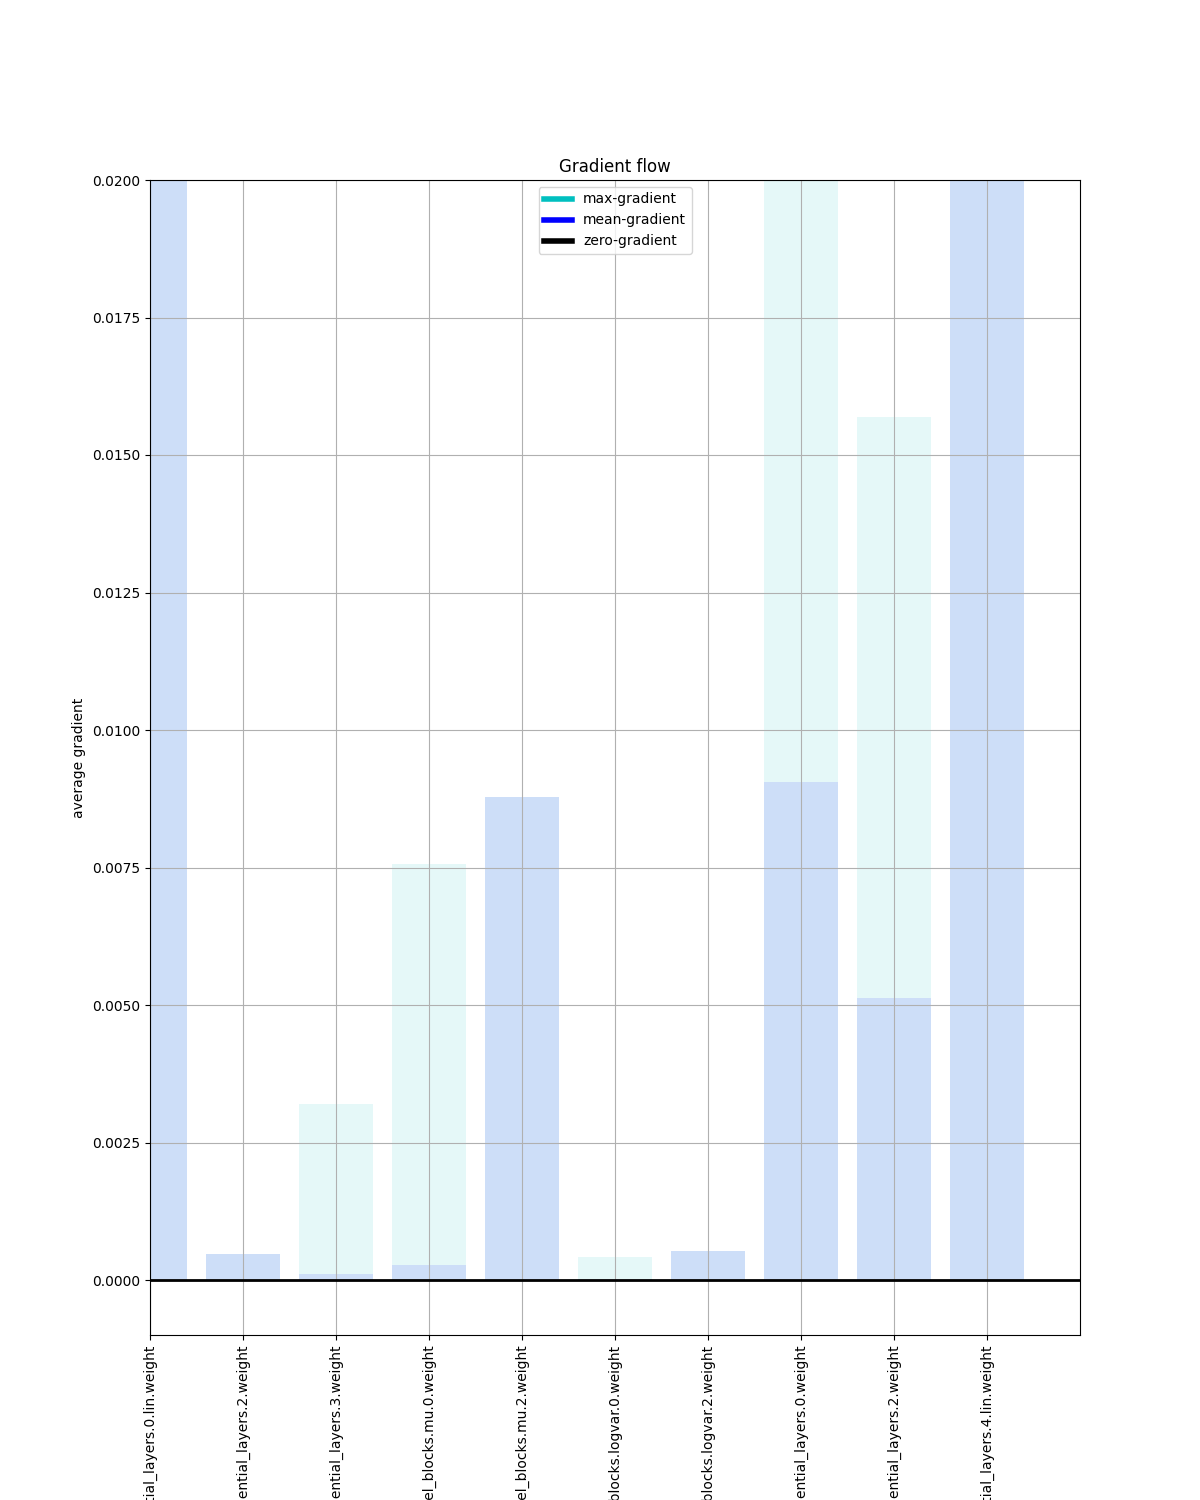 Gradient flow
max-gradient
mean-gradient
zero-gradient
0.0200
0.0175
0.0150
0.0125
0.0100
0.0075
0.0050
0.0025
0.0000
average gradient
tial_layers.0.lin.weight
ential_layers.2.weight
ential_layers.3.weight
el_blocks.mu.0.weight
el_blocks.mu.2.weight
blocks.logvar.0.weight
blocks.logvar.2.weight
ential_layers.0.weight
ential_layers.2.weight
tial_layers.4.lin.weight